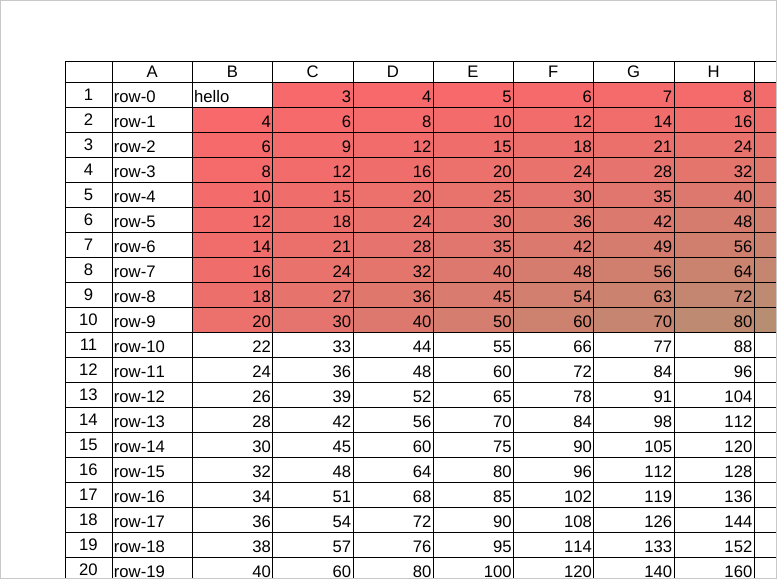 A B C D E F G H
1 row-0 hello 3 4 5 6 7 8
2 row-1 4 6 8 10 12 14 16
3 row-2 6 9 12 15 18 21 24
4 row-3 8 12 16 20 24 28 32
5 row-4 10 15 20 25 30 35 40
6 row-5 12 18 24 30 36 42 48
7 row-6 14 21 28 35 42 49 56
8 row-7 16 24 32 40 48 56 64
9 row-8 18 27 36 45 54 63 72
10 row-9 20 30 40 50 60 70 80
11 row-10 22 33 44 55 66 77 88
12 row-11 24 36 48 60 72 84 96
13 row-12 26 39 52 65 78 91 104
14 row-13 28 42 56 70 84 98 112
15 row-14 30 45 60 75 90 105 120
16 row-15 32 48 64 80 96 112 128
17 row-16 34 51 68 85 102 119 136
18 row-17 36 54 72 90 108 126 144
19 row-18 38 57 76 95 114 133 152
20 row-19 40 60 80 100 120 140 160